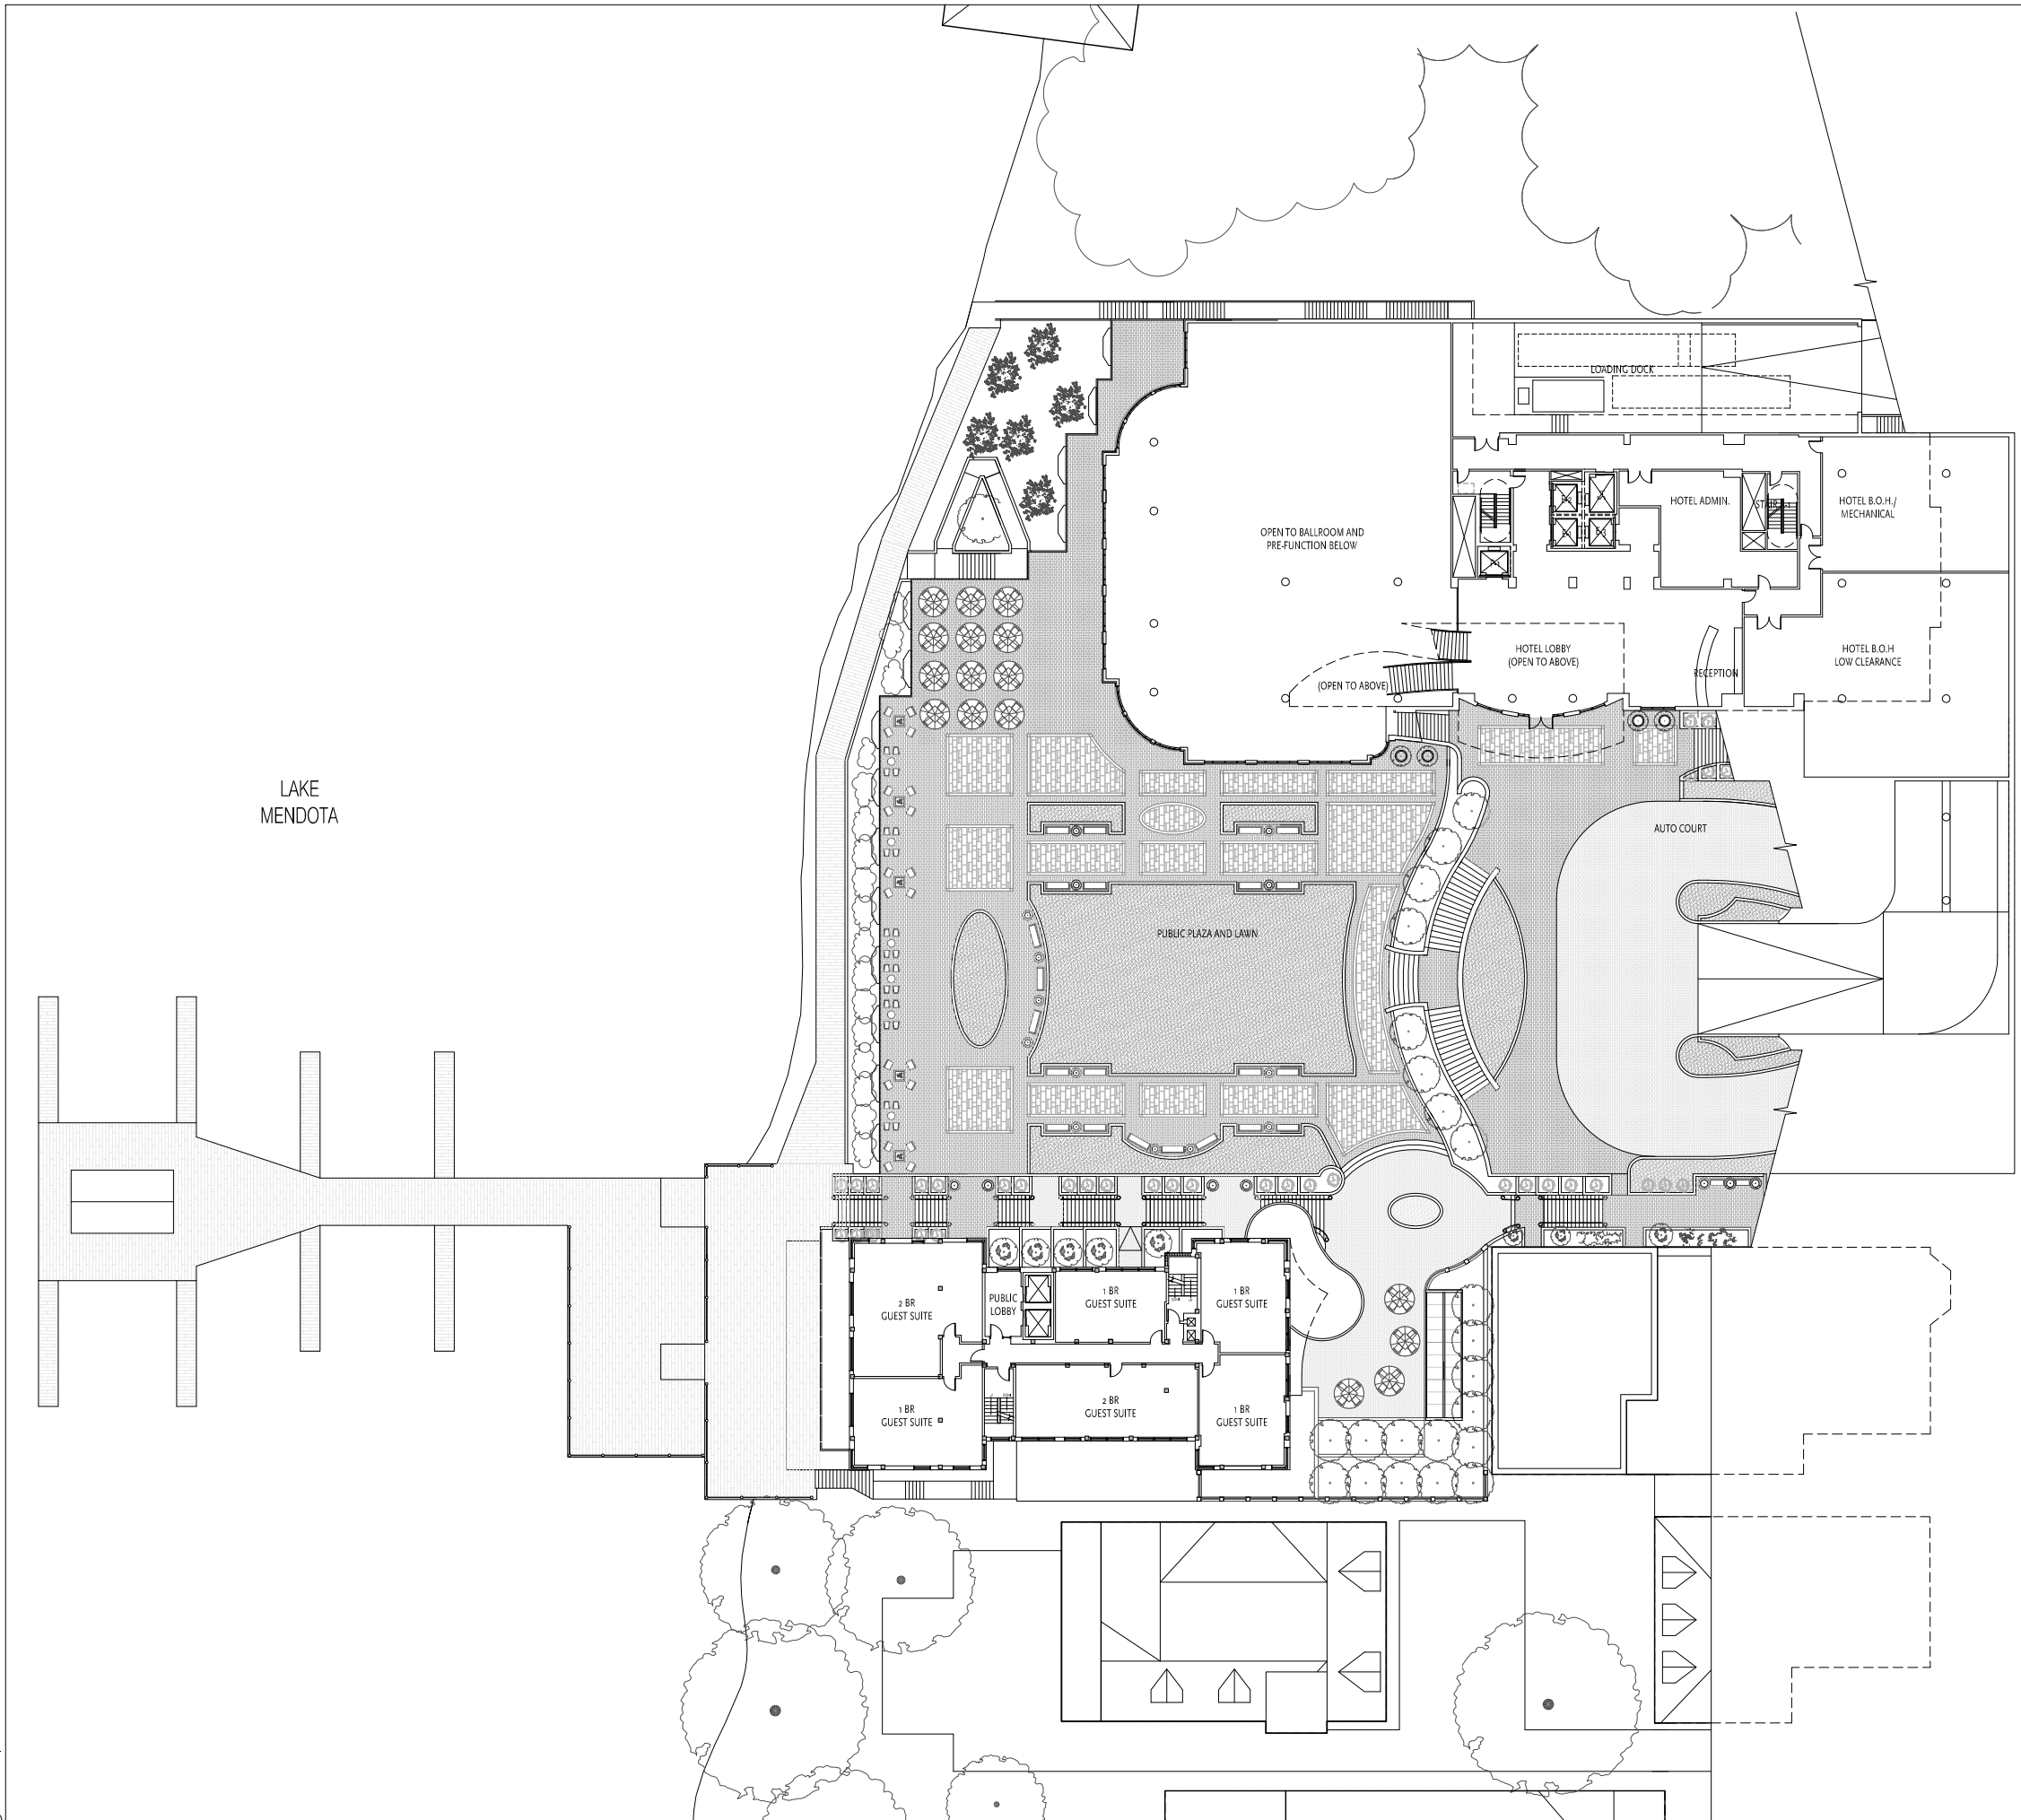 LOADING DOCK
HOTEL ADMIN.
HOTEL B.O.H./
MECHANICAL
OPEN TO BALLROOM AND
PRE-FUNCTION BELOW
HOTEL LOBBY
(OPEN TO ABOVE)
HOTEL B.O.H
LOW CLEARANCE
RECEPTION
(OPEN TO ABOVE)
LAKE
MENDOTA
AUTO COURT
PUBLIC PLAZA AND LAWN
2 BR
GUEST SUITE
PUBLIC
LOBBY
1 BR
GUEST SUITE
1 BR
GUEST SUITE
1 BR
GUEST SUITE
2 BR
GUEST SUITE
1 BR
GUEST SUITE